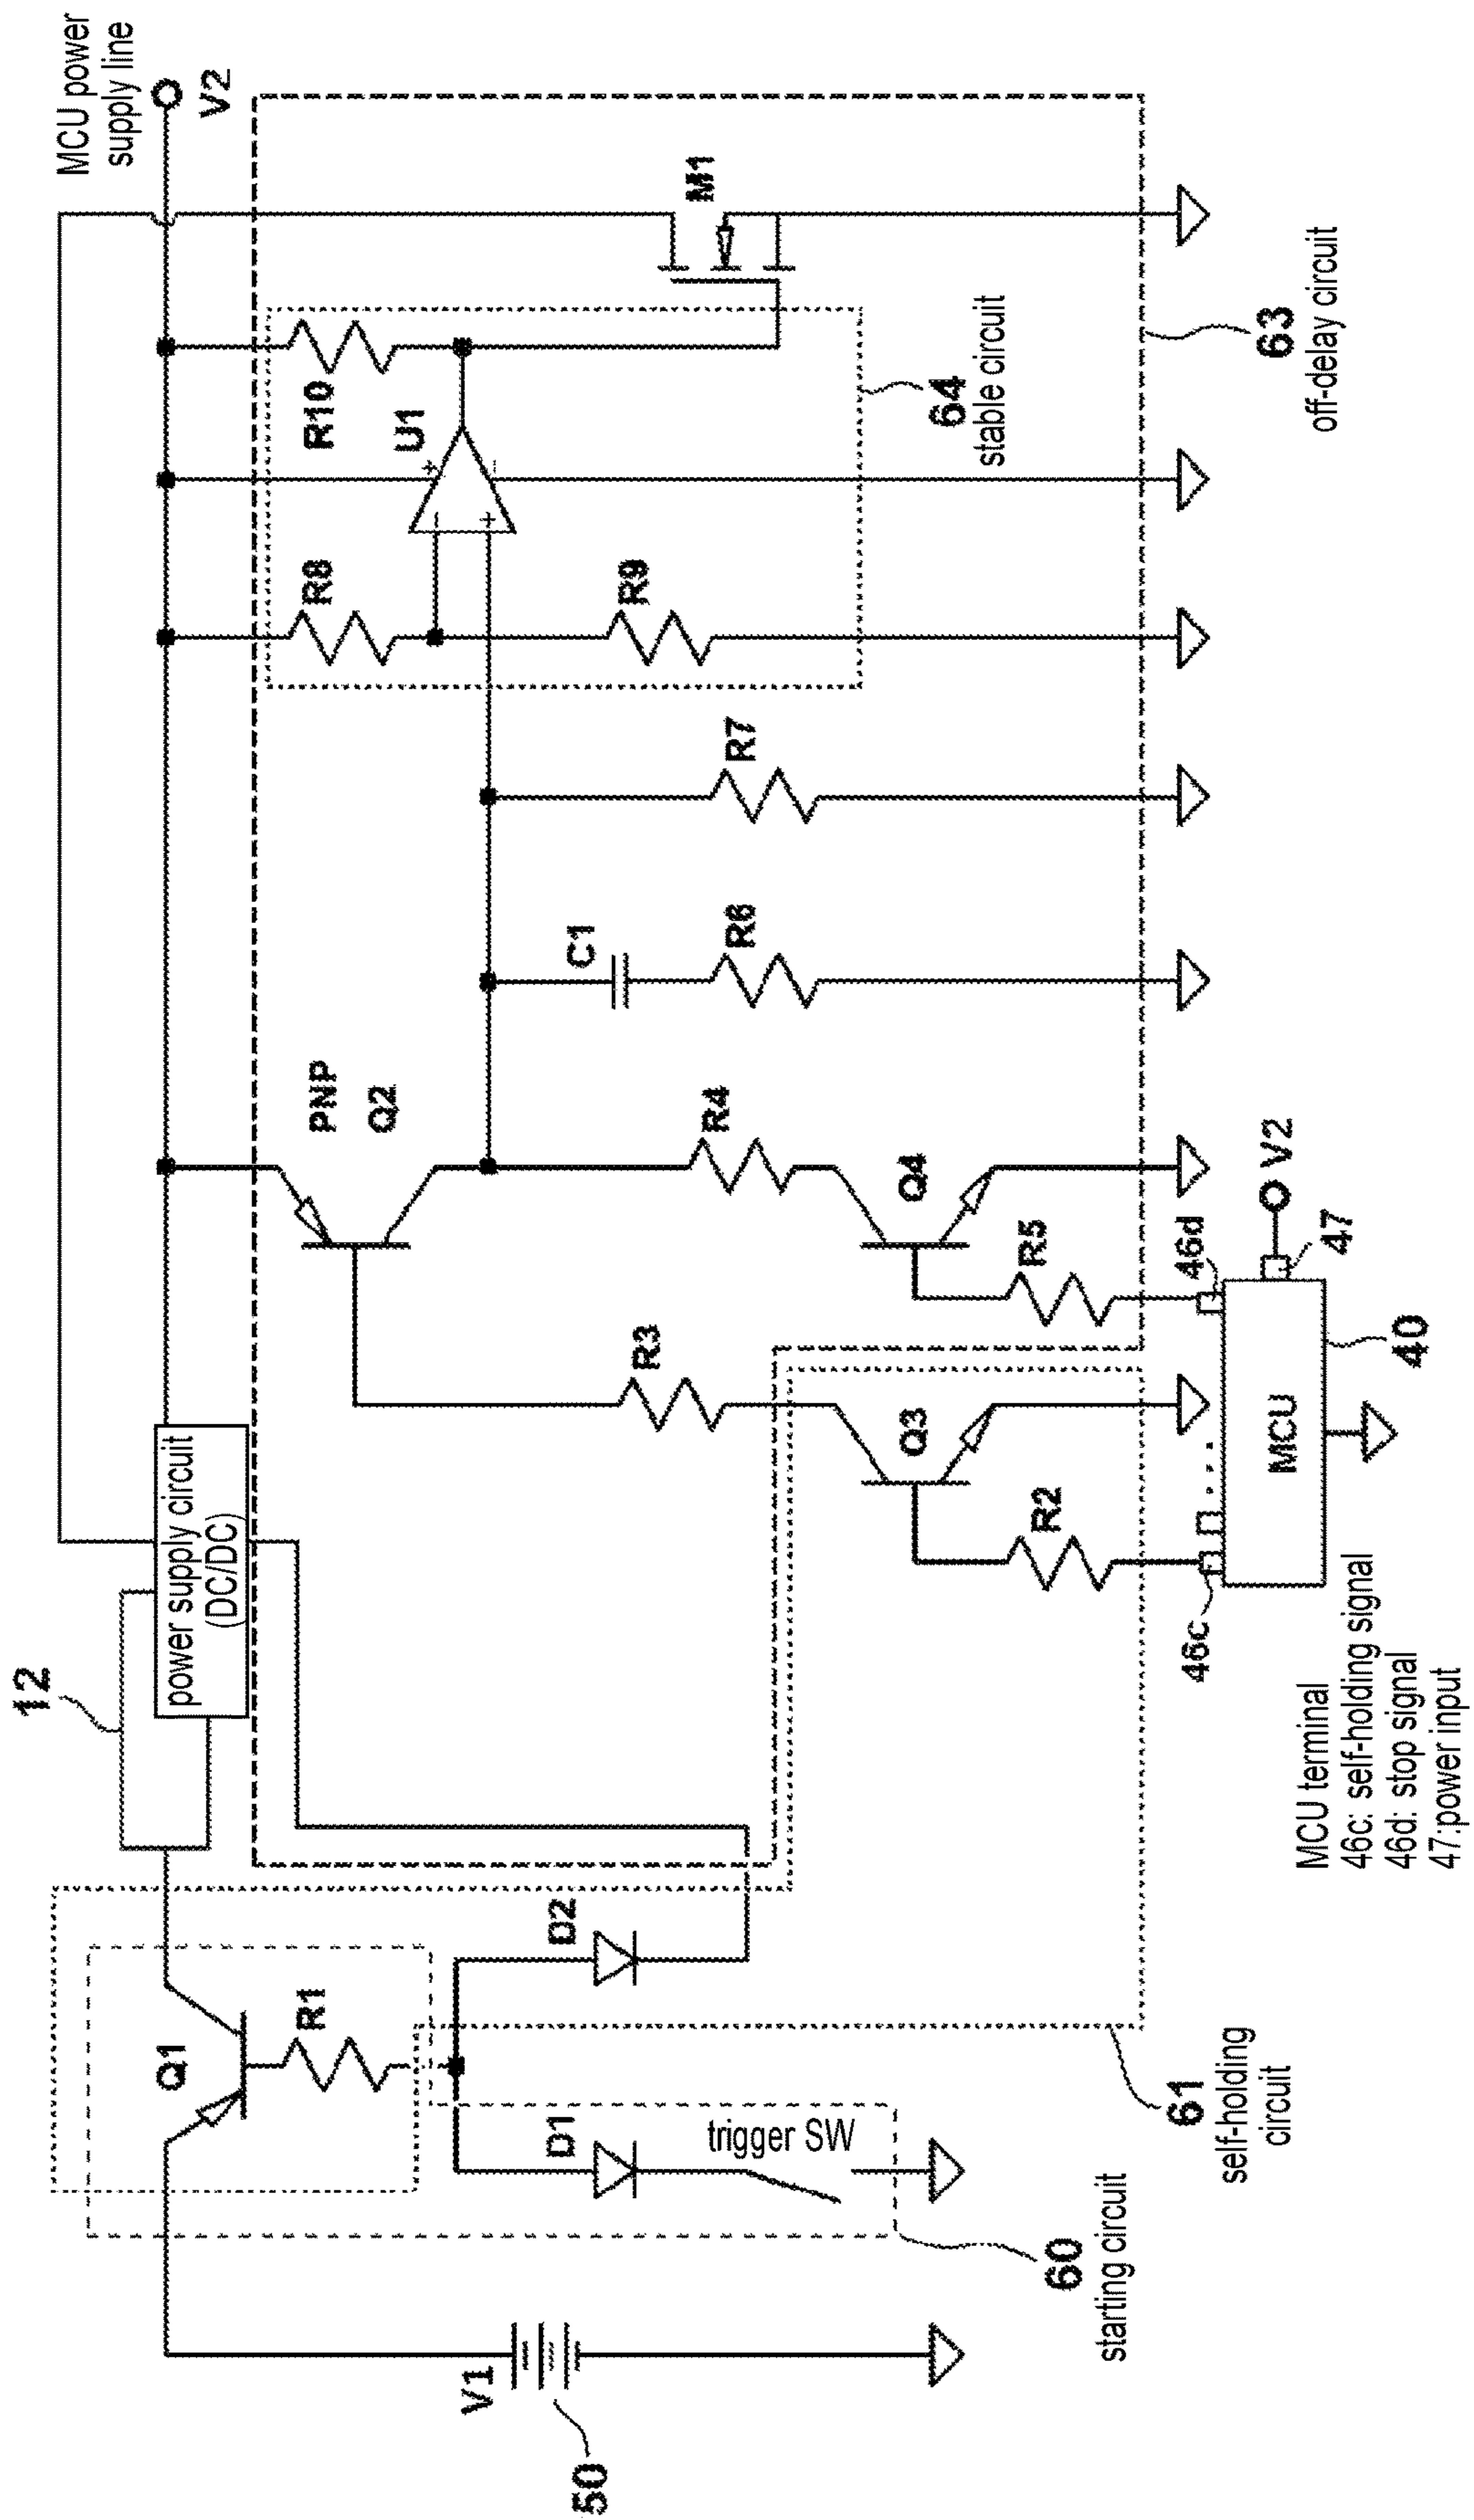 12
power supply circuit
(DC/DC)
MCU power
supply line
V2
PNP
Q2
R8
R10
U1
+
−
−
+
M1
Q1
R1
D2
D1
trigger SW
V1
50
60
starting circuit
61
self-holding
circuit
C1
R3
R4
R6
R7
R9
64
stable circuit
Q3
Q4
R2
R5
63
off-delay circuit
46c
46d
MCU
V2
47
40
MCU terminal
46c: self-holding signal
46d: stop signal
47:power input